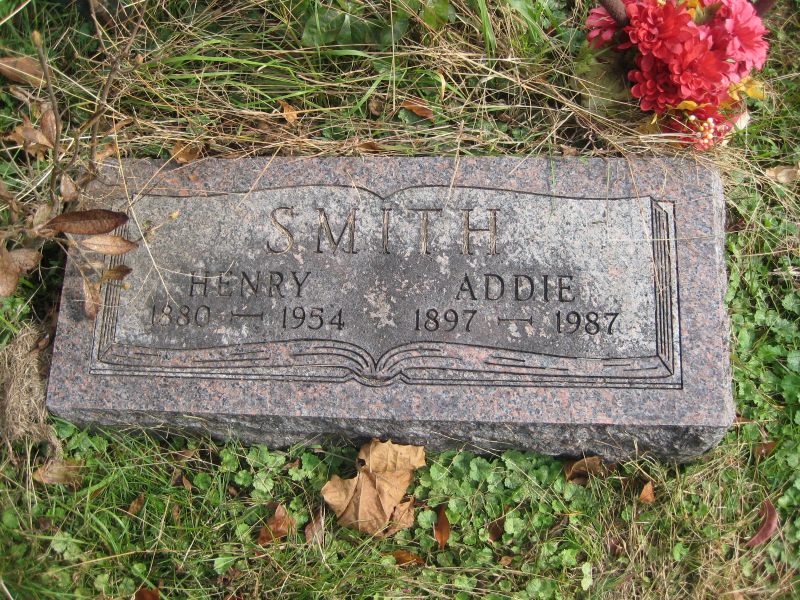 SMITH
HENRY ADDIE
1880 — 1954 1897 — 1987